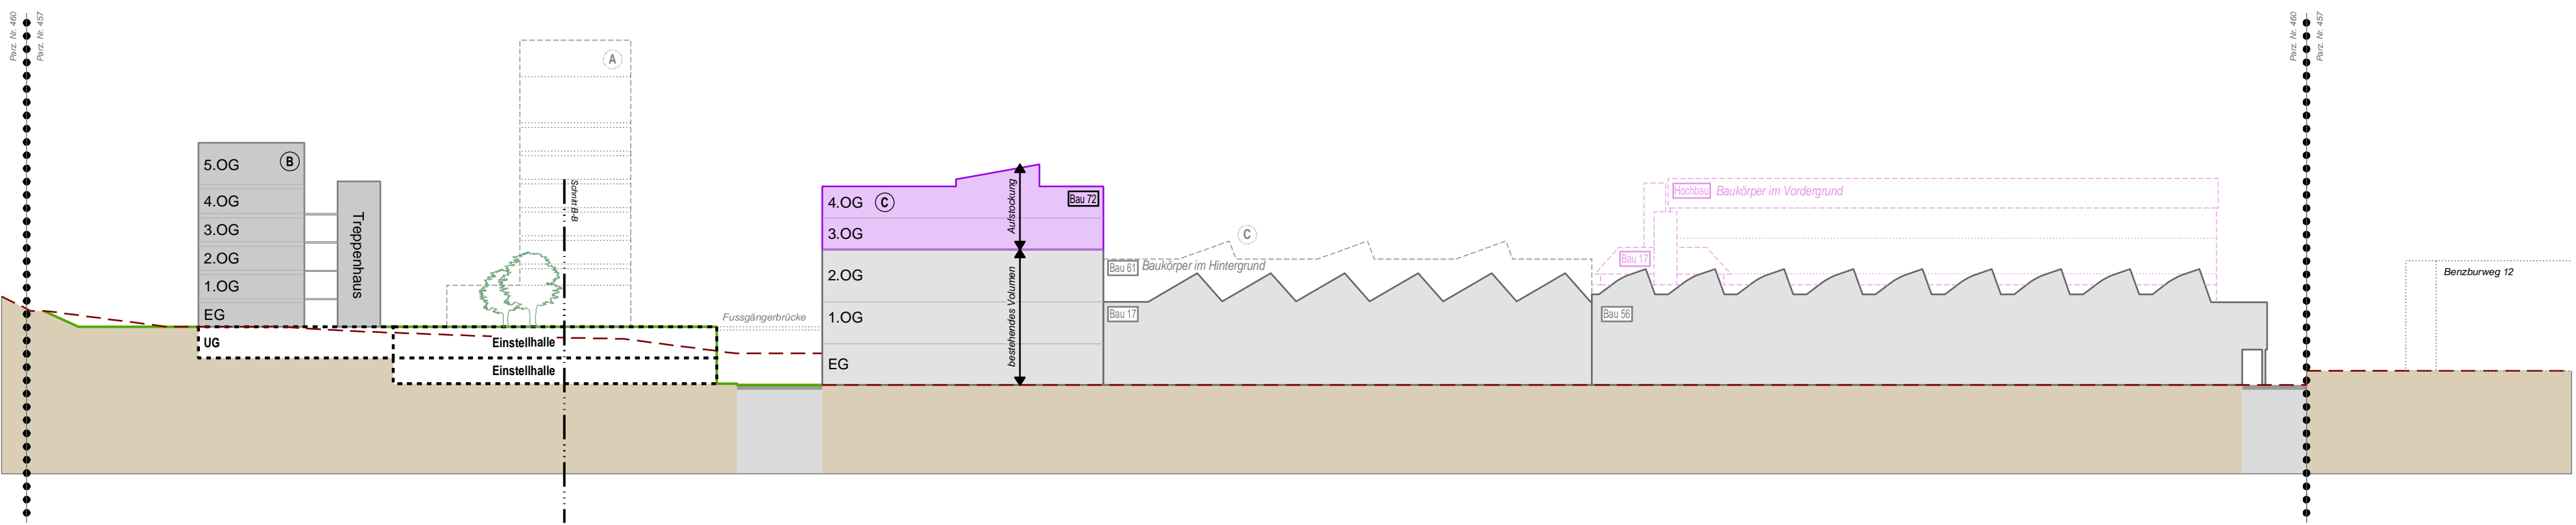 Parz. Nr. 460
Parz. Nr. 457
A
5.OG
B
4.OG
3.OG
2.OG
1.OG
EG
Treppenhaus
Schnitt B-B
UG
Einstellhalle
Einstellhalle
Fussgängerbrücke
4.OG
C
Bau 72
3.OG
2.OG
1.OG
EG
Aufstockung
bestehendes Volumen
C
Bau 61
Baukörper im Hintergrund
Bau 17
Hochbau
Baukörper im Vordergrund
Bau 17
Bau 56
Parz. Nr. 460
Parz. Nr. 457
Benzburweg 12